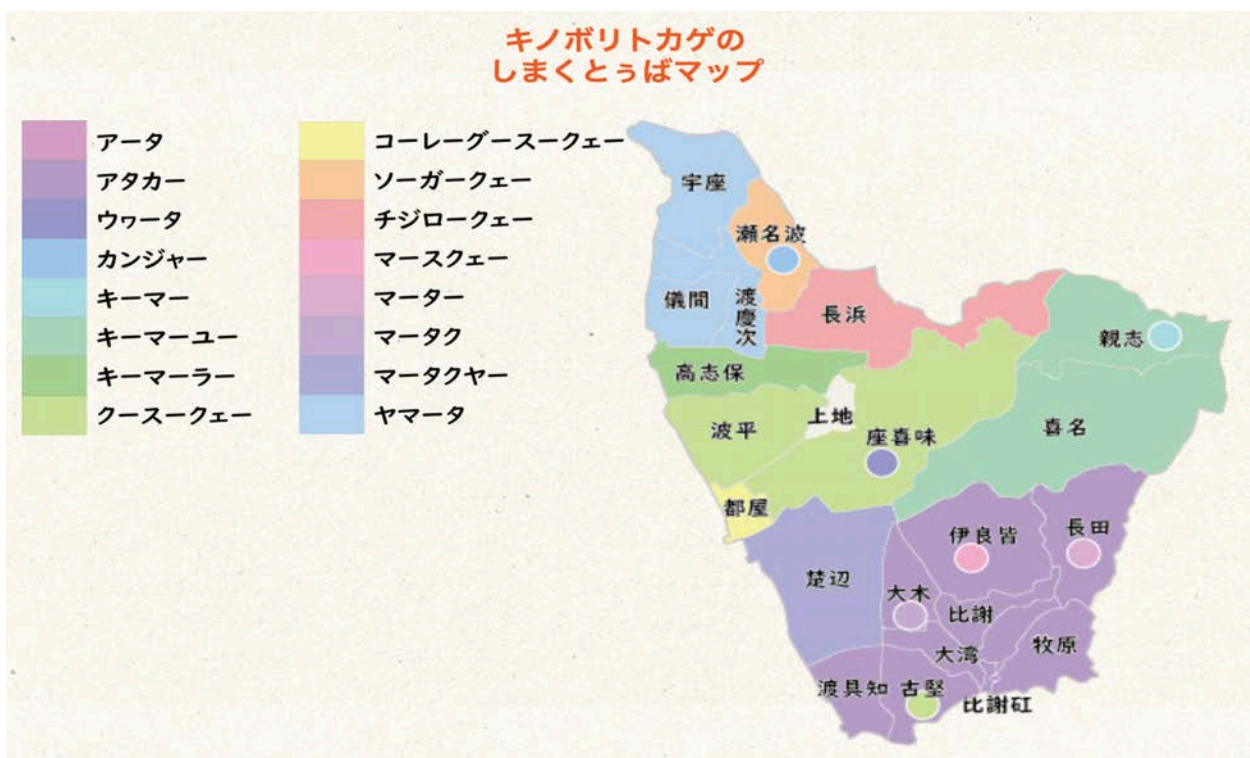 キノボリトカゲの
しまくとぅばマップ
アータ
アタカー
ウヮータ
カンジャー
キーマー
キーマーユー
キーマーラー
クースークェー
コーレーグースークェー
ソーガークェー
チジロークェー
マースクェー
マーター
マータク
マータクヤー
ヤマータ
宇座
瀬名波
儀間
渡慶次
長浜
親志
高志保
上地
波平
座喜味
喜名
都屋
伊良皆
長田
楚辺
大木
比謝
大湾
牧原
渡具知
古堅
比謝矼